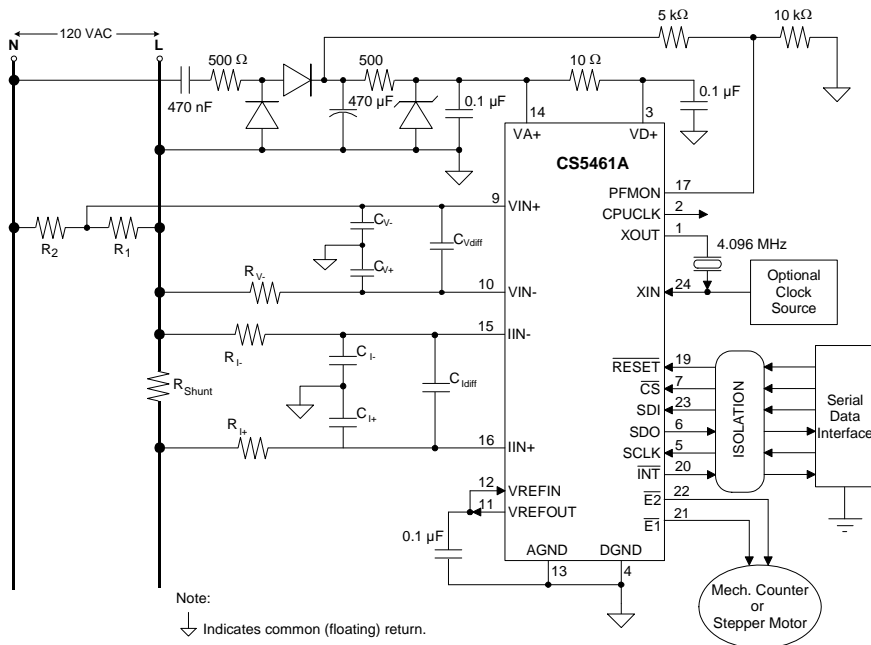 5 kΩ
10 kΩ
120 VAC
N
L
500 Ω
500
10 Ω
470 nF
470 µF
0.1 µF
0.1 µF
14
3
VA+
VD+
CS5461A
PFMON
17
CPUCLK
2
XOUT
1
4.096 MHz
9
VIN+
R2
R1
CV-
CV+
CVdiff
RV-
10
VIN-
XIN
24
Optional
Clock
Source
15
IIN-
RI-
CI-
CI+
CIdiff
RShunt
RI+
16
IIN+
RESET
19
CS
7
SDI
23
SDO
6
SCLK
5
INT
20
ISOLATION
Serial
Data
Interface
E2
22
E1
21
12
VREFIN
11
VREFOUT
0.1 µF
AGND
DGND
13
4
Mech. Counter
or
Stepper Motor
Note:
Indicates common (floating) return.